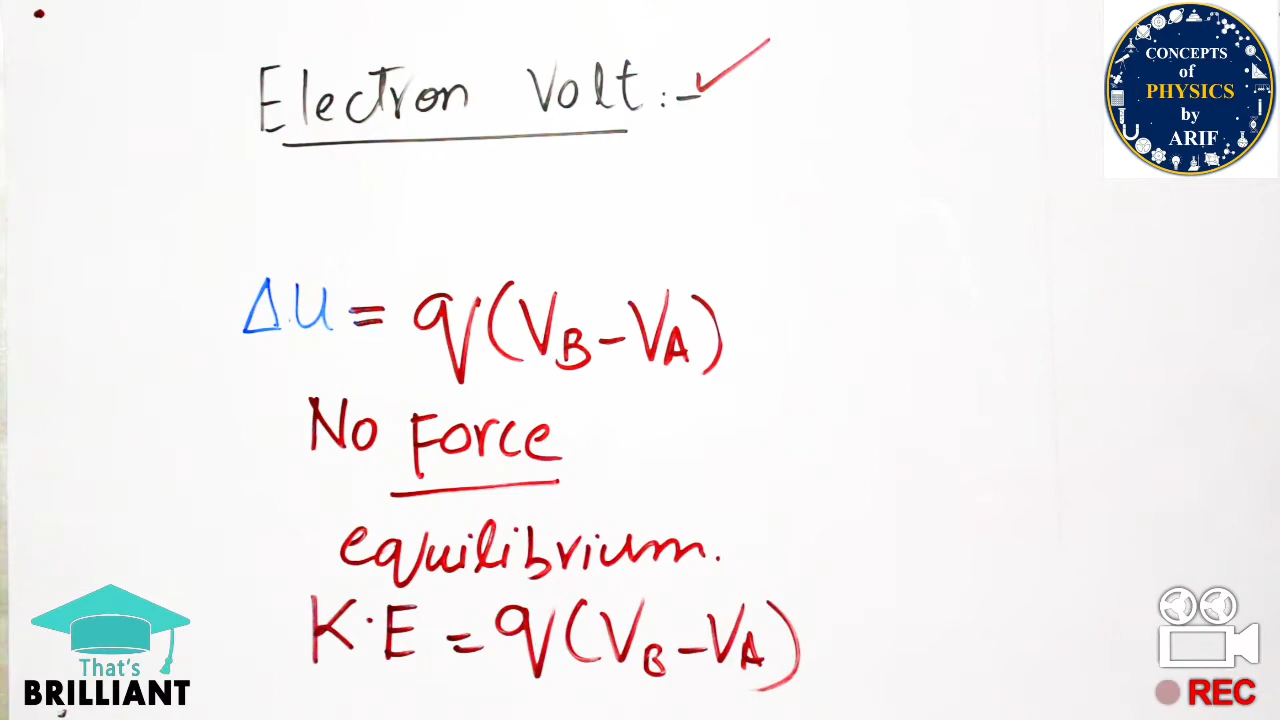 Electron Volt:-
CONCEPTS
of
PHYSICS
by
ARIF
ΔU = q(VB-VA)
No Force
equilibrium.
K.E = q(VB-VA)
That's
BRILLIANT
REC